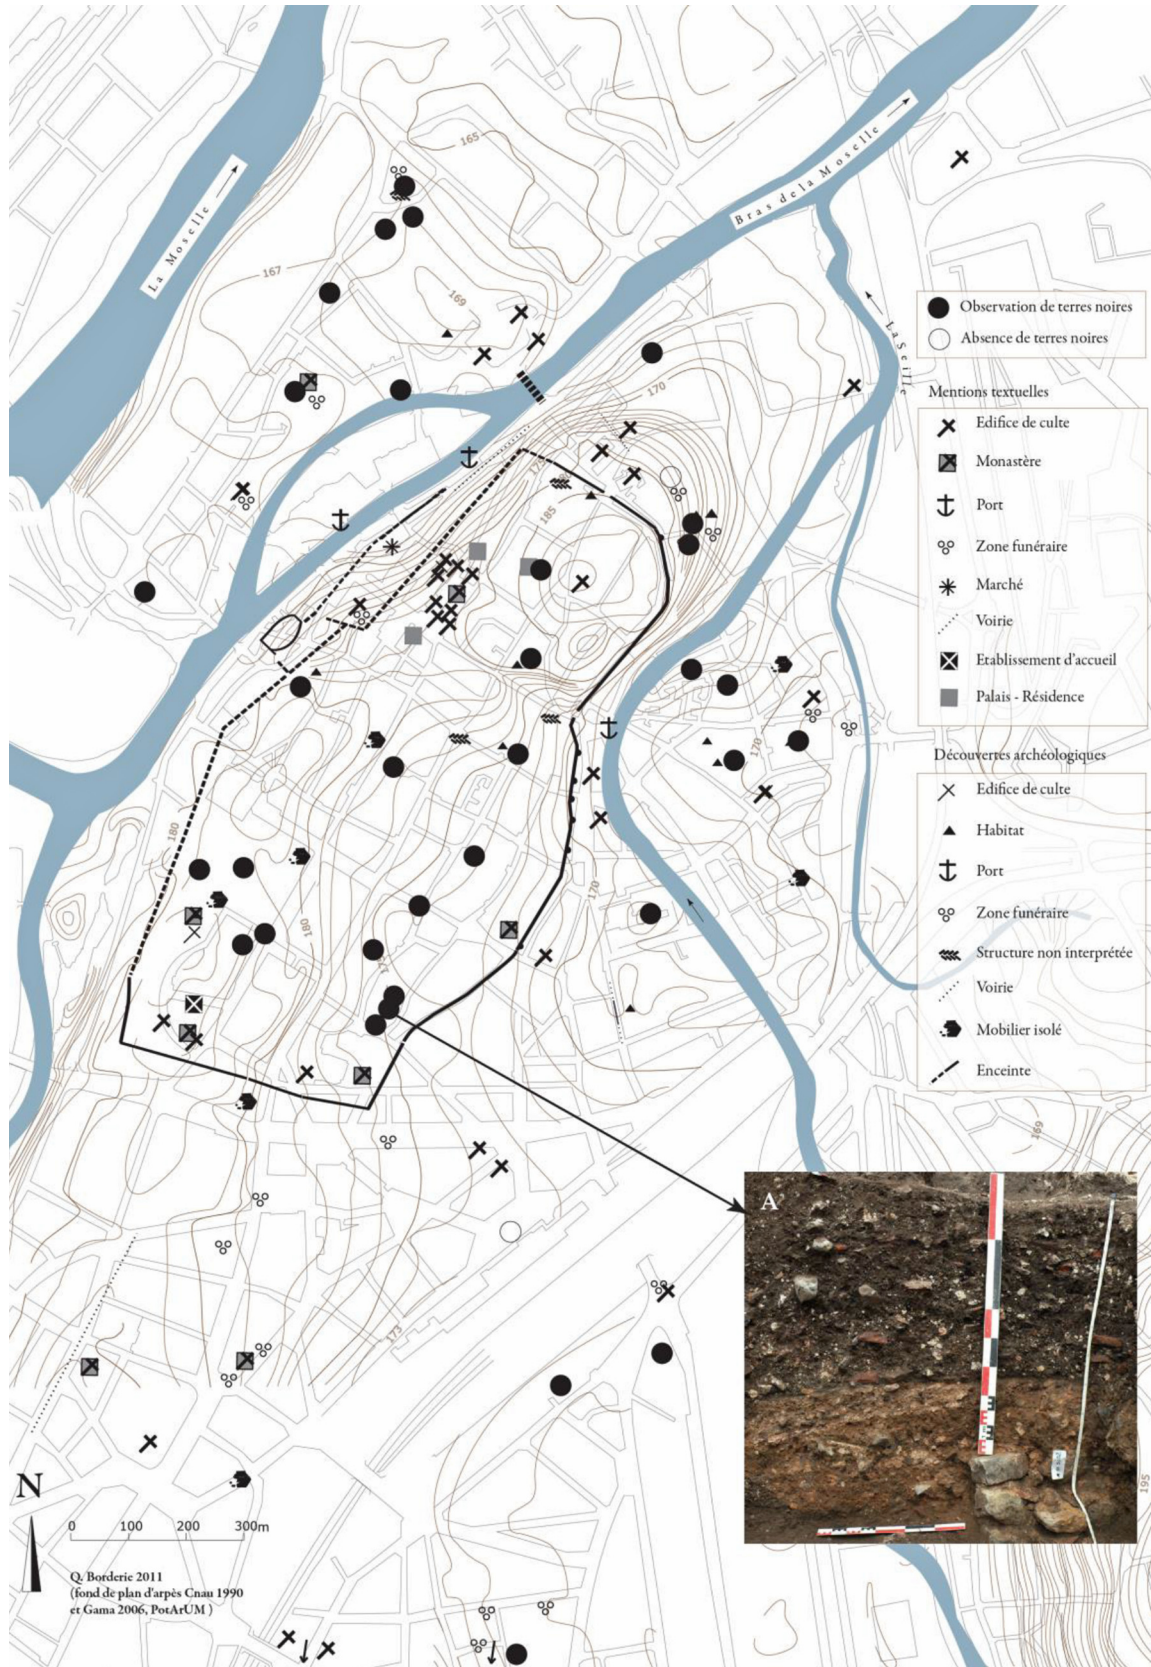 165
La Moselle
Bras de la Moselle
167
169
La Seille
170
175
185
180
180
170
170
173
169
195
Observation de terres noires
Absence de terres noires
Mentions textuelles
Edifice de culte
Monastère
Port
Zone funéraire
Marché
Voirie
Etablissement d'accueil
Palais - Résidence
Découvertes archéologiques
Edifice de culte
Habitat
Port
Zone funéraire
Structure non interprétée
Voirie
Mobilier isolé
Enceinte
A
N
0 100 200 300m
Q. Borderie 2011
(fond de plan d'arpès Cnau 1990
et Gama 2006, PotArUM )